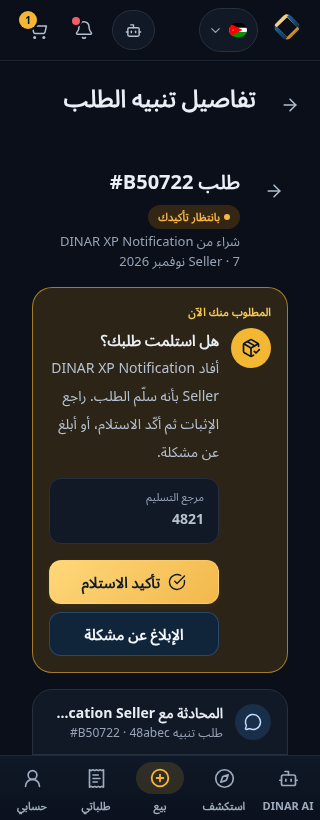 1
تفاصيل تنبيه الطلب
طلب B50722#
بانتظار تأكيدك
شراء من DINAR XP Notification
Seller · 7 نوفمبر 2026
المطلوب منك الآن
هل استلمت طلبك؟
أفاد DINAR XP Notification
Seller بأنه سلّم الطلب. راجع
الإثبات ثم أكّد الاستلام، أو أبلغ
عن مشكلة.
مرجع التسليم
4821
تأكيد الاستلام
الإبلاغ عن مشكلة
المحادثة مع cation Seller...
طلب تنبيه B50722 · 48abec#
DINAR AI
استكشف
بيع
طلباتي
حسابي